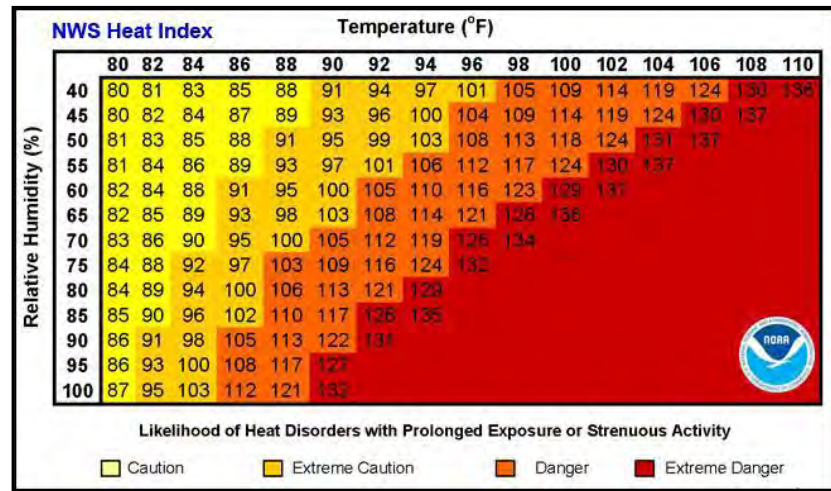 NWS Heat Index Temperature (°F)
80 82 84 86 88 90 92 94 96 98 100 102 104 106 108 110
40 80 81 83 85 88 91 94 97 101 105 109 114 119 124 130 136
45 80 82 84 87 89 93 96 100 104 109 114 119 124 130 137
50 81 83 85 88 91 95 99 103 108 113 118 124 131 137
55 81 84 86 89 93 97 101 106 112 117 124 130 137
60 82 84 88 91 95 100 105 110 116 123 129 137
65 82 85 89 93 98 103 108 114 121 128 136
70 83 86 90 95 100 105 112 119 126 134
75 84 88 92 97 103 109 116 124 132
80 84 89 94 100 106 113 121 129
85 85 90 96 102 110 117 126 135
90 86 91 98 105 113 122 131
95 86 93 100 108 117 127
100 87 95 103 112 121 132
Relative Humidity (%)
NOAA
Likelihood of Heat Disorders with Prolonged Exposure or Strenuous Activity
Caution Extreme Caution Danger Extreme Danger